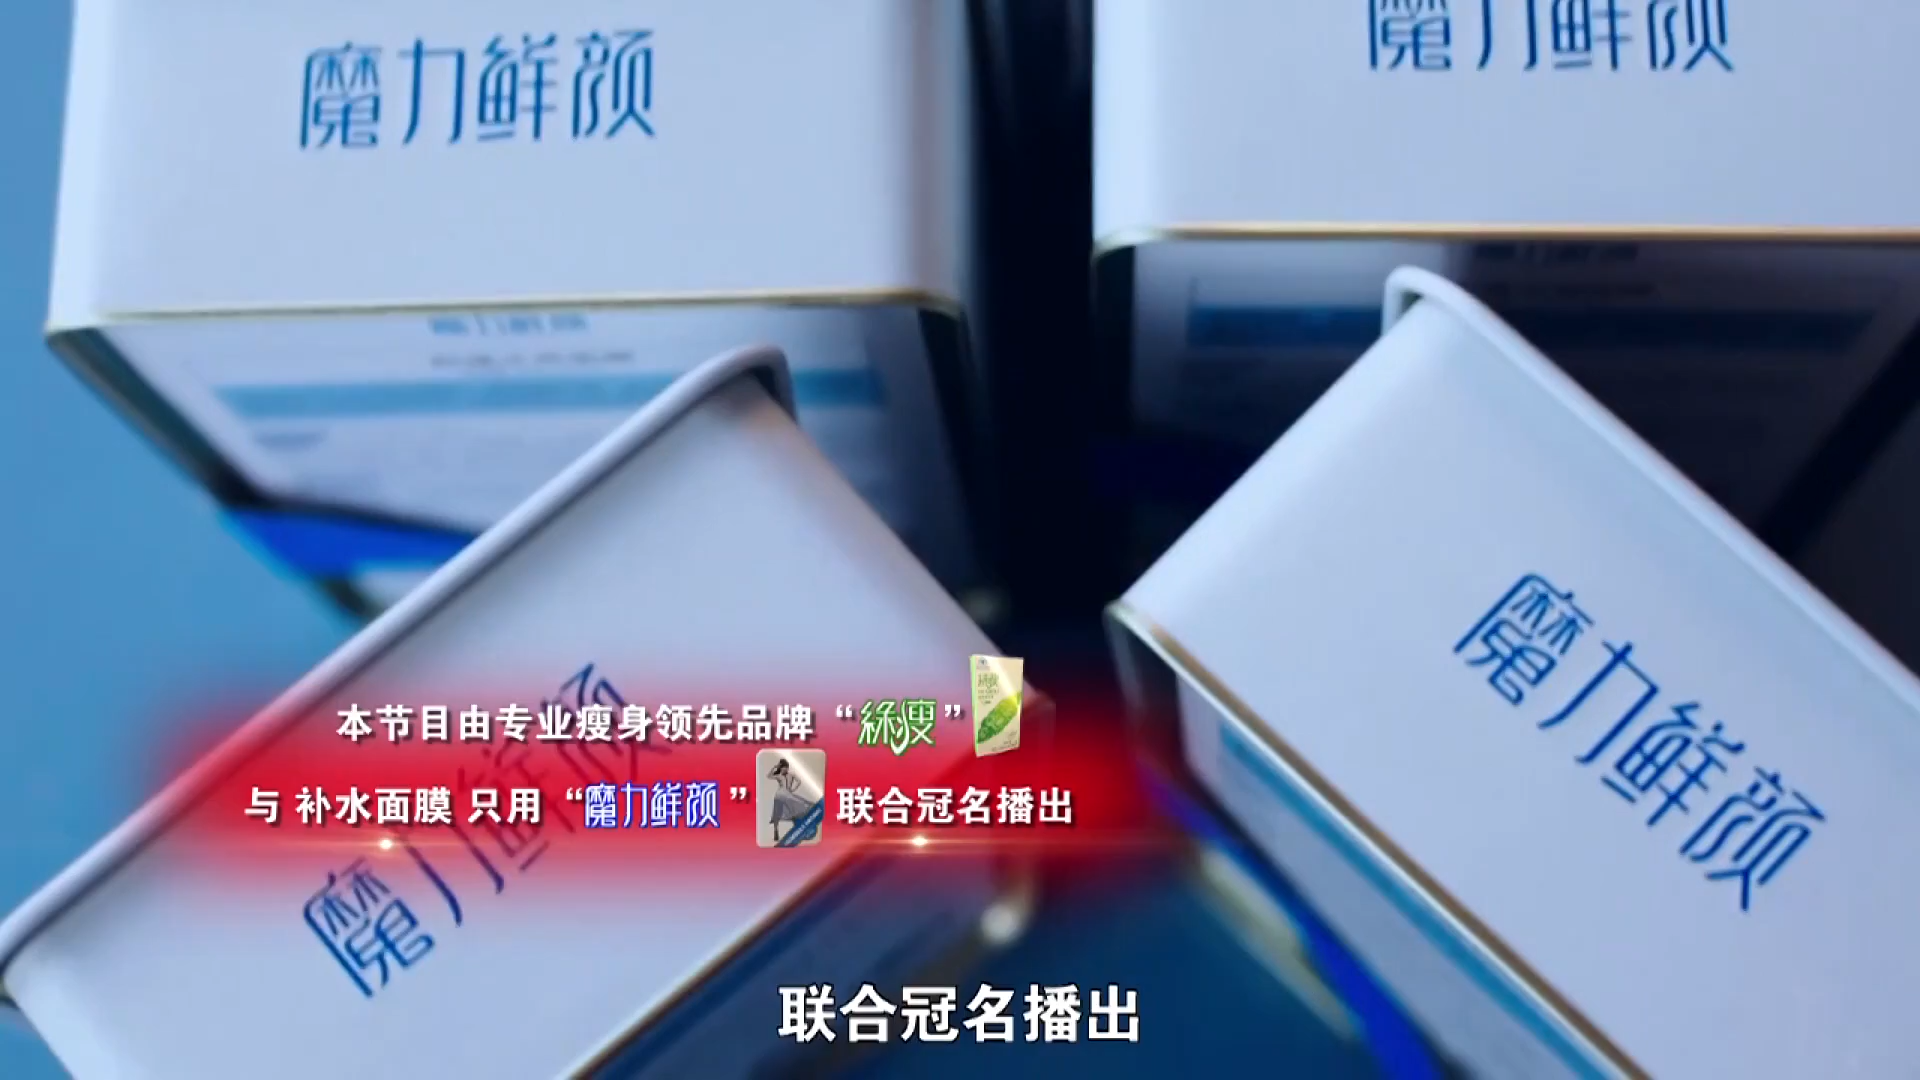 魔力鲜颜
魔力鲜颜
魔力鲜颜
魔力鲜颜
本节目由专业瘦身领先品牌“綠瘦”
与 补水面膜 只用“魔力鲜颜”联合冠名播出
联合冠名播出